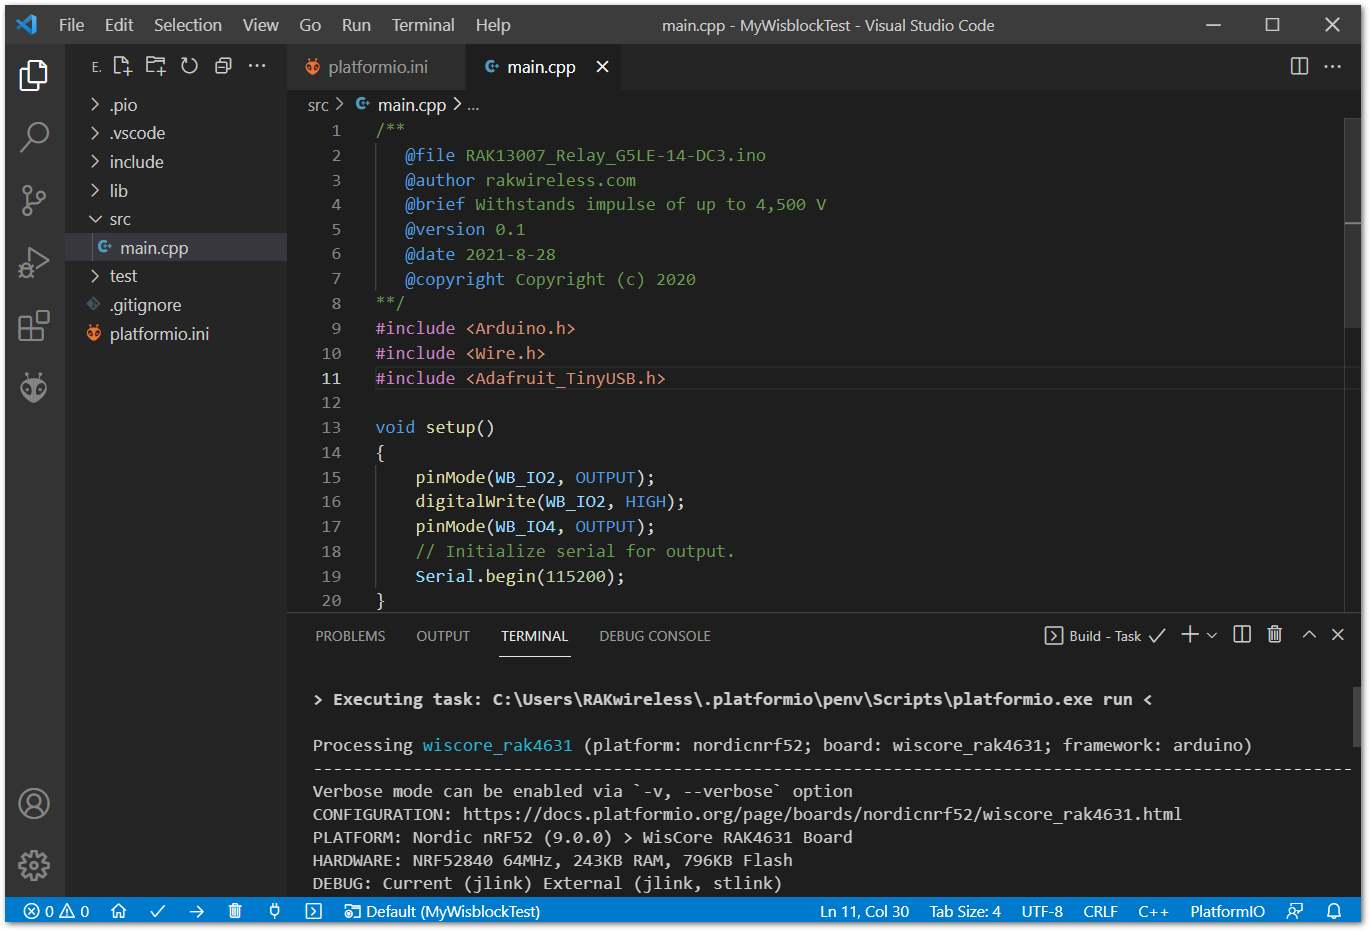 File Edit Selection View Go Run Terminal Help main.cpp - MyWisblockTest - Visual Studio Code
E.
.pio
.vscode
include
lib
src
main.cpp
test
.gitignore
platformio.ini
platformio.ini main.cpp
src > main.cpp > ...
1 /**
2 @file RAK13007_Relay_G5LE-14-DC3.ino
3 @author rakwireless.com
4 @brief Withstands impulse of up to 4,500 V
5 @version 0.1
6 @date 2021-8-28
7 @copyright Copyright (c) 2020
8 **/
9 #include <Arduino.h>
10 #include <Wire.h>
11 #include <Adafruit_TinyUSB.h>
12
13 void setup()
14 {
15 pinMode(WB_IO2, OUTPUT);
16 digitalWrite(WB_IO2, HIGH);
17 pinMode(WB_IO4, OUTPUT);
18 // Initialize serial for output.
19 Serial.begin(115200);
20 }
PROBLEMS OUTPUT TERMINAL DEBUG CONSOLE Build - Task
> Executing task: C:\Users\RAKwireless\.platformio\penv\Scripts\platformio.exe run <
Processing wiscore_rak4631 (platform: nordicnrf52; board: wiscore_rak4631; framework: arduino)
--------------------------------------------------------------------------------------------------------
Verbose mode can be enabled via `-v, --verbose` option
CONFIGURATION: https://docs.platformio.org/page/boards/nordicnrf52/wiscore_rak4631.html
PLATFORM: Nordic nRF52 (9.0.0) > WisCore RAK4631 Board
HARDWARE: NRF52840 64MHz, 243KB RAM, 796KB Flash
DEBUG: Current (jlink) External (jlink, stlink)
0 0 Default (MyWisblockTest) Ln 11, Col 30 Tab Size: 4 UTF-8 CRLF C++ PlatformIO